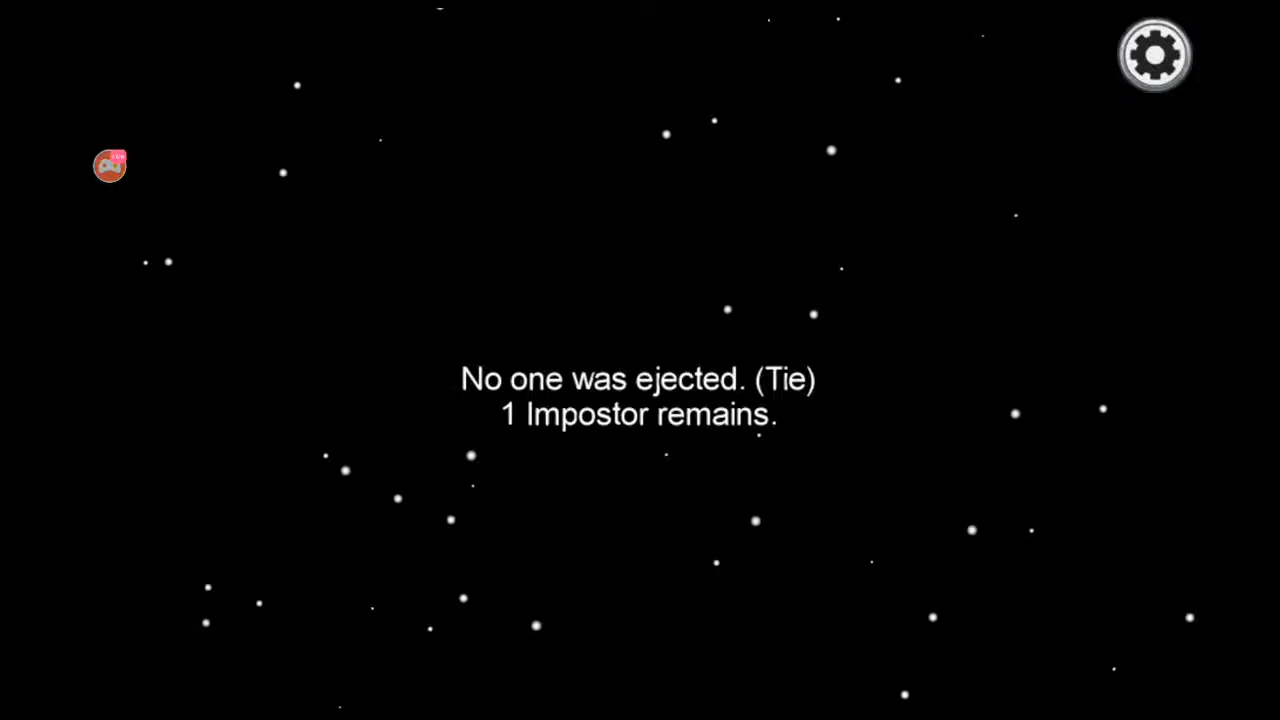 No one was ejected. (Tie)
1 Impostor remains.